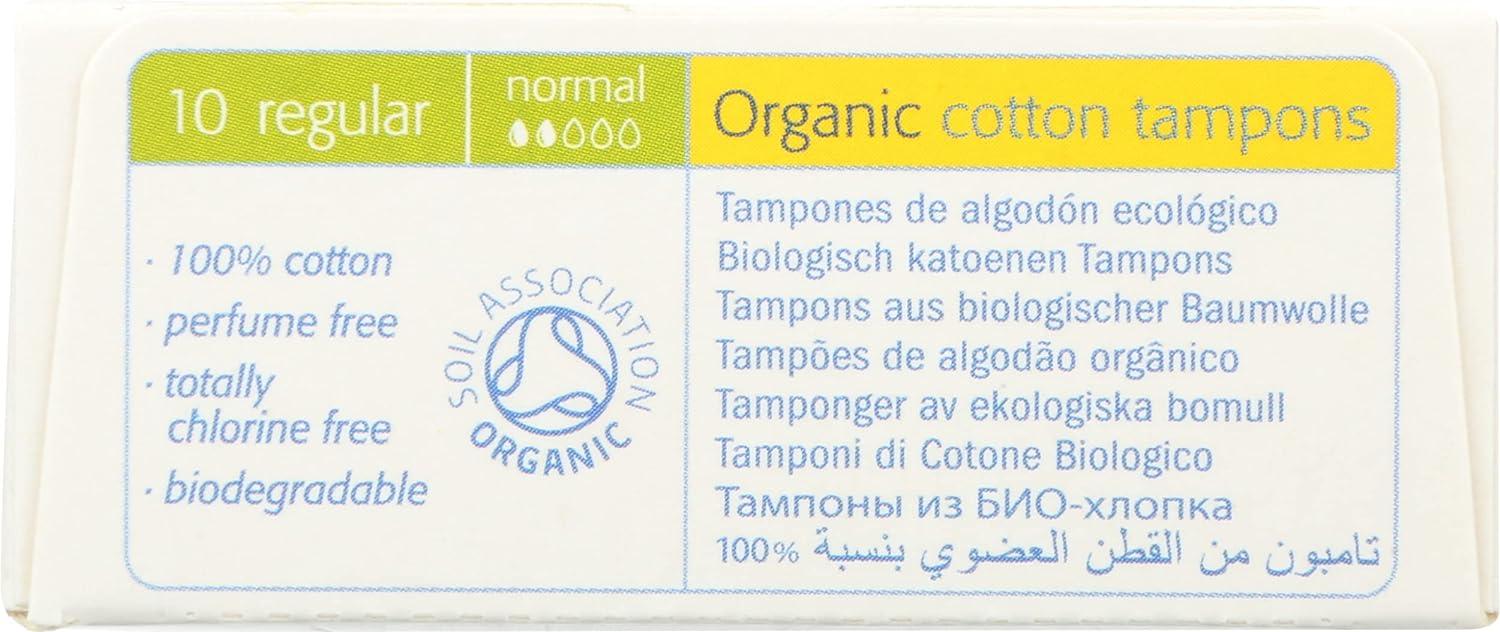 10 regular
normal
Organic cotton tampons
· 100% cotton
· perfume free
· totally
chlorine free
· biodegradable
SOIL ASSOCIATION
ORGANIC
Tampones de algodón ecológico
Biologisch katoenen Tampons
Tampons aus biologischer Baumwolle
Tampões de algodão orgânico
Tamponger av ekologiska bomull
Tamponi di Cotone Biologico
Тампоны из БИО-хлопка
تامبون من القطن العضوي بنسبة 100%